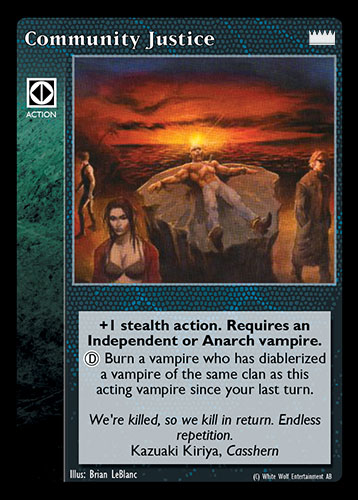 Community Justice
ACTION
+1 stealth action. Requires an
Independent or Anarch vampire.
D Burn a vampire who has diablerized
a vampire of the same clan as this
acting vampire since your last turn.
We're killed, so we kill in return. Endless
repetition.
Kazuaki Kiriya, Casshern
Illus: Brian LeBlanc
(C) White Wolf Entertainment AB